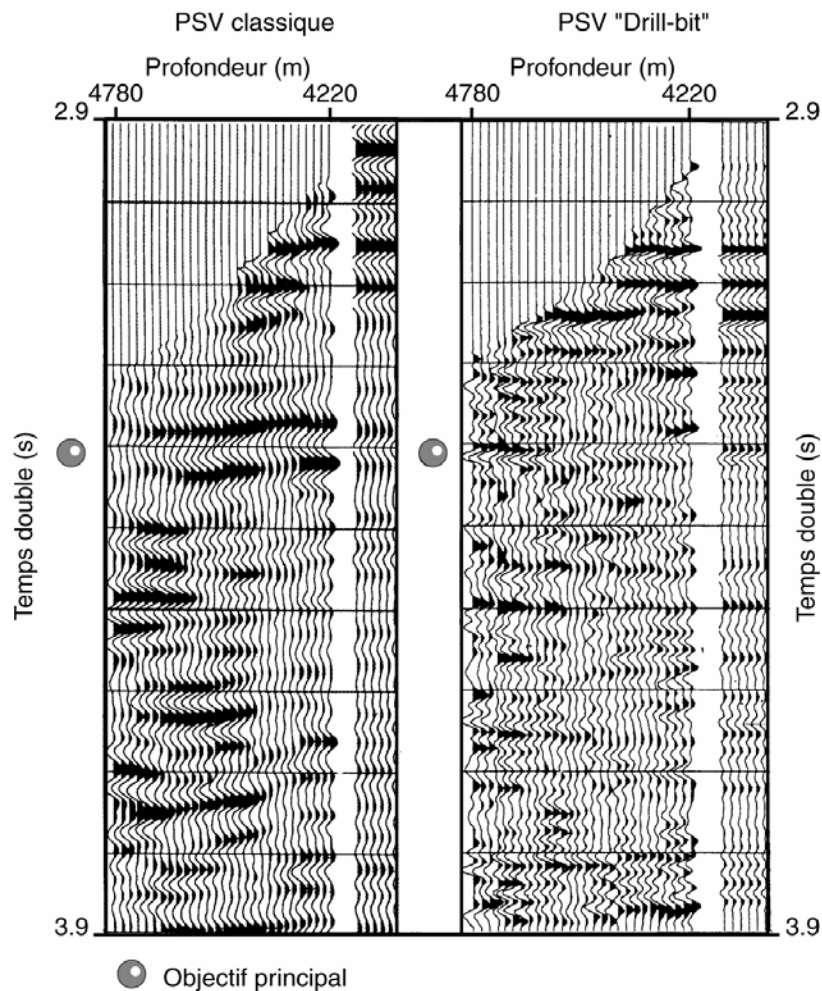 PSV classique
PSV "Drill-bit"
Profondeur (m)
Profondeur (m)
4780 4220
4780 4220
2.9
2.9
Temps double (s)
Temps double (s)
3.9
3.9
Objectif principal